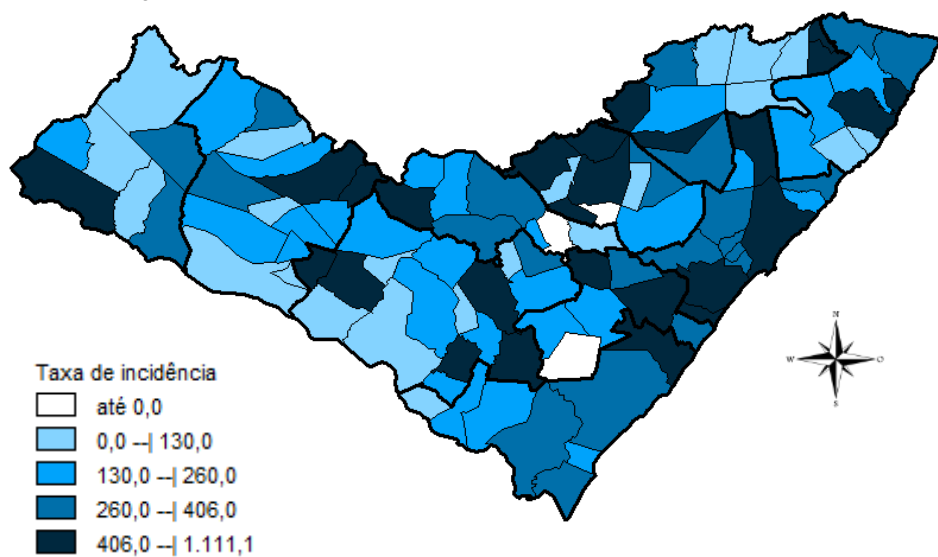 N
W
O
S
Taxa de incidência
até 0,0
0,0 --| 130,0
130,0 --| 260,0
260,0 --| 406,0
406,0 --| 1.111,1